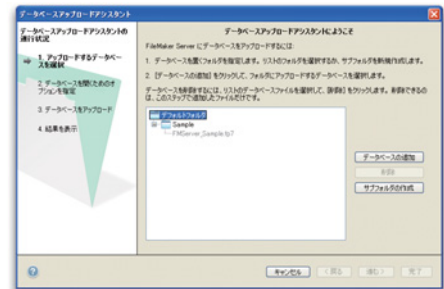 データベースアップロードアシスタント
データベースアップロードアシスタントの
進行状況
1. アップロードするデータベー
スを選択
2. データベースを開くためのオ
プションを指定
3. データベースをアップロード
4. 結果を表示
データベースアップロードアシスタントにようこそ
FileMaker Server にデータベースをアップロードするには:
1. データベースを置くフォルダを指定します。リストのフォルダを選択するか、サブフォルダを新規作成します。
2. [データベースの追加] をクリックして、フォルダにアップロードするデータベースを選択します。
データベースを削除するには、リストのデータベースファイルを選択して、[削除] をクリックします。削除できるの
は、このステップで追加したファイルだけです。
デフォルトフォルダ
Sample
FMServer_Sample.fp7
データベースの追加
削除
サブフォルダの作成
キャンセル
< 戻る
進む >
完了